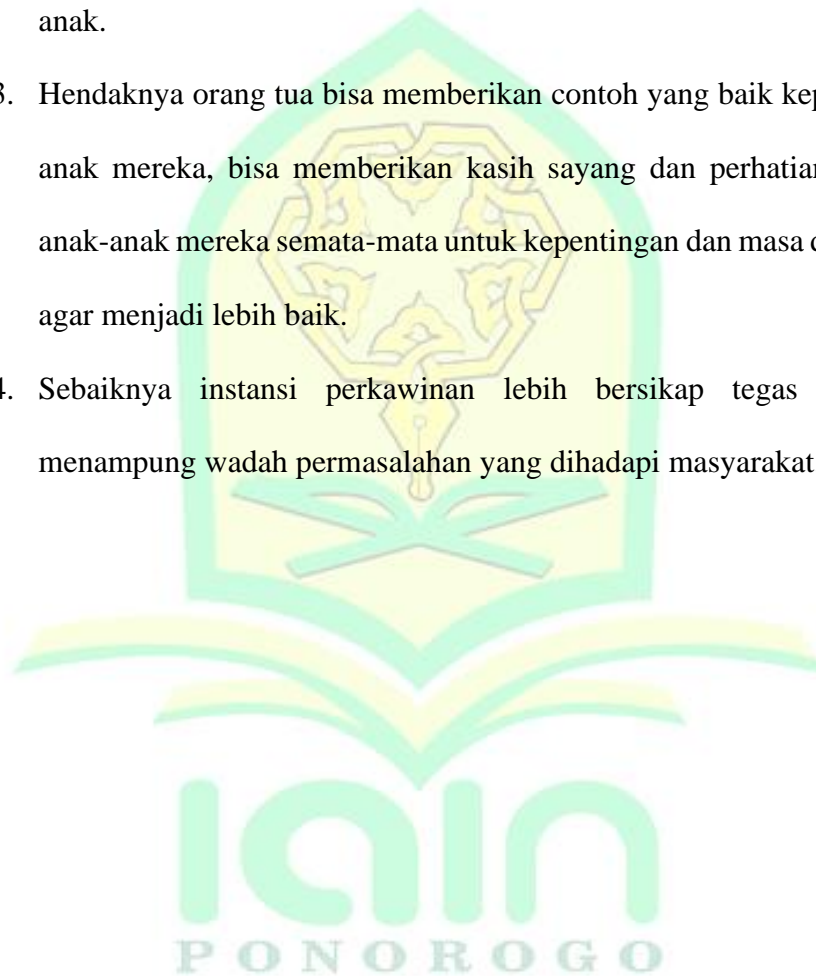 anak.
3. Hendaknya orang tua bisa memberikan contoh yang baik
anak mereka, bisa memberikan kasih sayang dan perhatian
anak-anak mereka semata-mata untuk kepentingan dan masa
agar menjadi lebih baik.
4. Sebaiknya instansi perkawinan lebih bersikap tegas
menampung wadah permasalahan yang dihadapi masyarakat
iain
PONOROGO